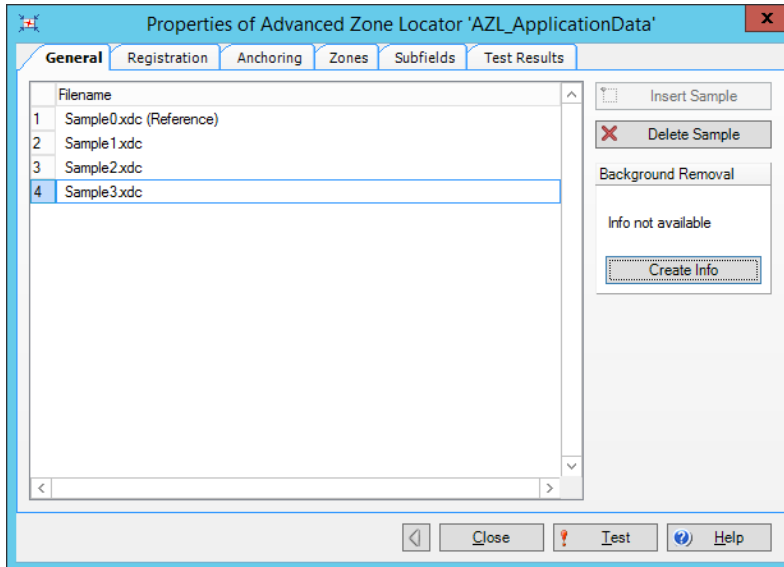 Properties of Advanced Zone Locator 'AZL_ApplicationData'
x
General Registration Anchoring Zones Subfields Test Results
Filename
1 Sample0.xdc (Reference)
2 Sample1.xdc
3 Sample2.xdc
4 Sample3.xdc
Insert Sample
Delete Sample
Background Removal
Info not available
Create Info
Close Test Help